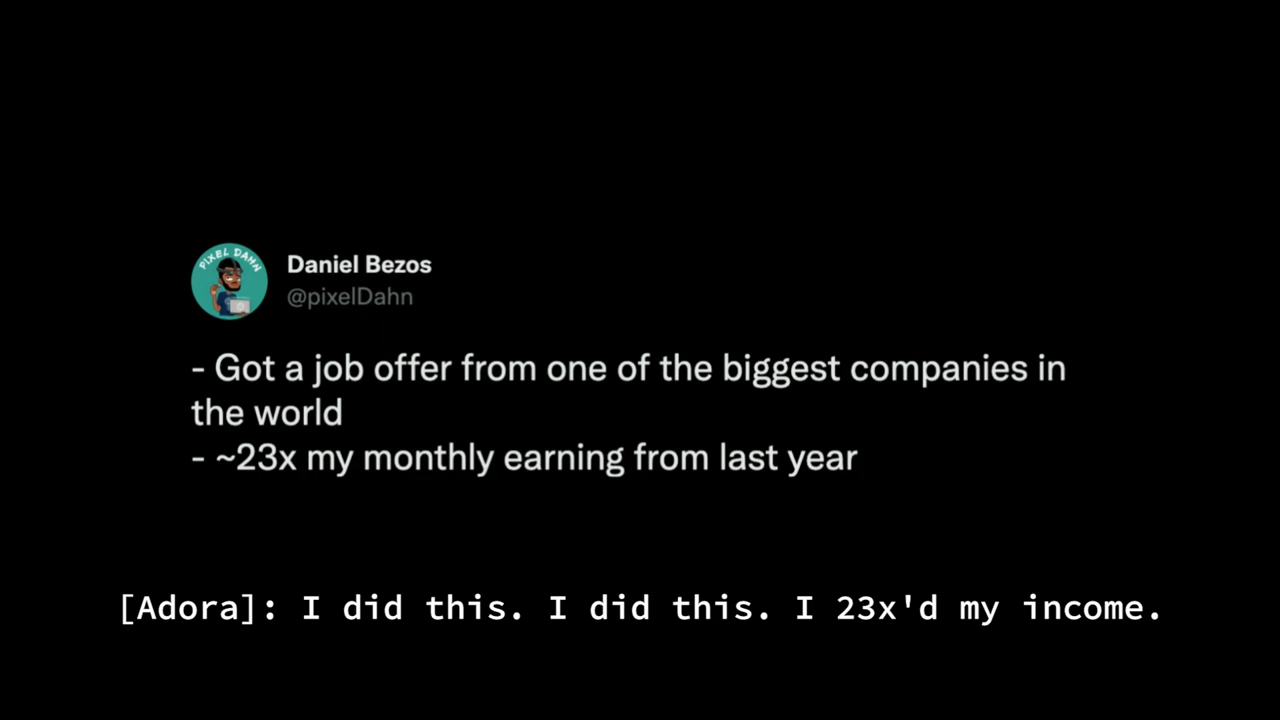 PIXEL DAHN
Daniel Bezos
@pixelDahn
- Got a job offer from one of the biggest companies in
the world
- ~23x my monthly earning from last year
[Adora]: I did this. I did this. I 23x'd my income.